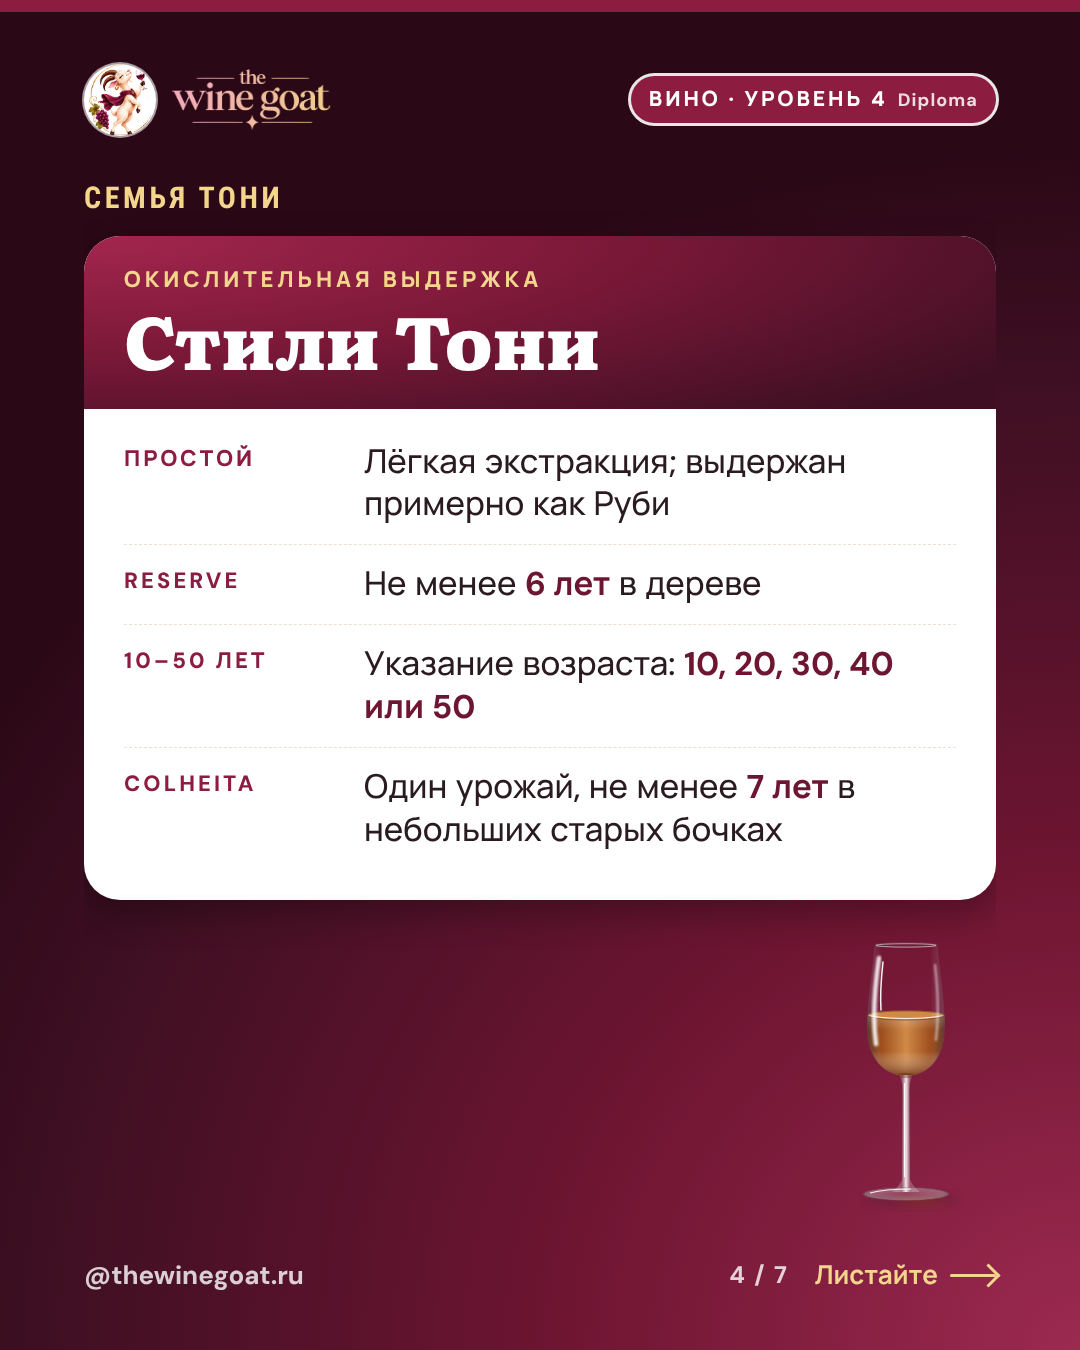 the
wine goat
ВИНО · УРОВЕНЬ 4 Diploma
СЕМЬЯ ТОНИ
ОКИСЛИТЕЛЬНАЯ ВЫДЕРЖКА
Стили Тони
ПРОСТОЙ
Лёгкая экстракция; выдержан
примерно как Руби
RESERVE
Не менее 6 лет в дереве
10–50 ЛЕТ
Указание возраста: 10, 20, 30, 40
или 50
COLHEITA
Один урожай, не менее 7 лет в
небольших старых бочках
@thewinegoat.ru
4 / 7 Листайте